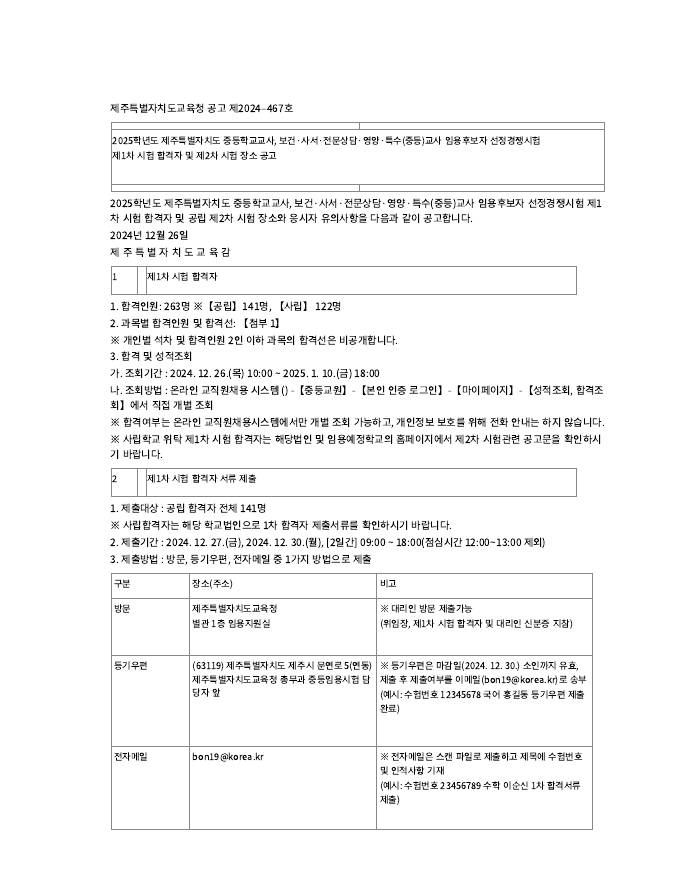 제주특별자치도교육청 공고 제2024-467호
2025학년도 제주특별자치도 중등학교교사, 보건·사서·전문상담·영양·특수(중등)교사 임용후보자 선정경쟁시험
제1차 시험 합격자 및 제2차 시험 장소 공고
2025학년도 제주특별자치도 중등학교교사, 보건·사서·전문상담·영양·특수(중등)교사 임용후보자 선정경쟁시험 제1
차 시험 합격자 및 공립 제2차 시험 장소와 응시자 유의사항을 다음과 같이 공고합니다.
2024년 12월 26일
제 주 특 별 자 치 도 교 육 감
1 제1차 시험 합격자
1. 합격인원: 263명 ※【공립】141명, 【사립】 122명
2. 과목별 합격인원 및 합격선: 【첨부 1】
※ 개인별 석차 및 합격인원 2인 이하 과목의 합격선은 비공개합니다.
3. 합격 및 성적조회
가. 조회기간 : 2024. 12. 26.(목) 10:00 ~ 2025. 1. 10.(금) 18:00
나. 조회방법 : 온라인 교직원채용 시스템 () -【중등교원】-【본인 인증 로그인】-【마이페이지】-【성적조회, 합격조
회】에서 직접 개별 조회
※ 합격여부는 온라인 교직원채용시스템에서만 개별 조회 가능하고, 개인정보 보호를 위해 전화 안내는 하지 않습니다.
※ 사립학교 위탁 제1차 시험 합격자는 해당법인 및 임용예정학교의 홈페이지에서 제2차 시험관련 공고문을 확인하시
기 바랍니다.
2 제1차 시험 합격자 서류 제출
1. 제출대상 : 공립 합격자 전체 141명
※ 사립합격자는 해당 학교법인으로 1차 합격자 제출서류를 확인하시기 바랍니다.
2. 제출기간 : 2024. 12. 27.(금), 2024. 12. 30.(월), [2일간] 09:00 ~ 18:00(점심시간 12:00~13:00 제외)
3. 제출방법 : 방문, 등기우편, 전자메일 중 1가지 방법으로 제출
구분 장소(주소) 비고
방문 제주특별자치도교육청 ※ 대리인 방문 제출가능
별관 1층 임용지원실 (위임장, 제1차 시험 합격자 및 대리인 신분증 지참)
등기우편 (63119) 제주특별자치도 제주시 문연로 5(연동) ※ 등기우편은 마감일(2024. 12. 30.) 소인까지 유효,
제주특별자치도교육청 총무과 중등임용시험 담 제출 후 제출여부를 이메일(bon19@korea.kr)로 송부
당자 앞 (예시: 수험번호 12345678 국어 홍길동 등기우편 제출
완료)
전자메일 bon19@korea.kr ※ 전자메일은 스캔 파일로 제출하고 제목에 수험번호
및 인적사항 기재
(예시: 수험번호 23456789 수학 이순신 1차 합격서류
제출)